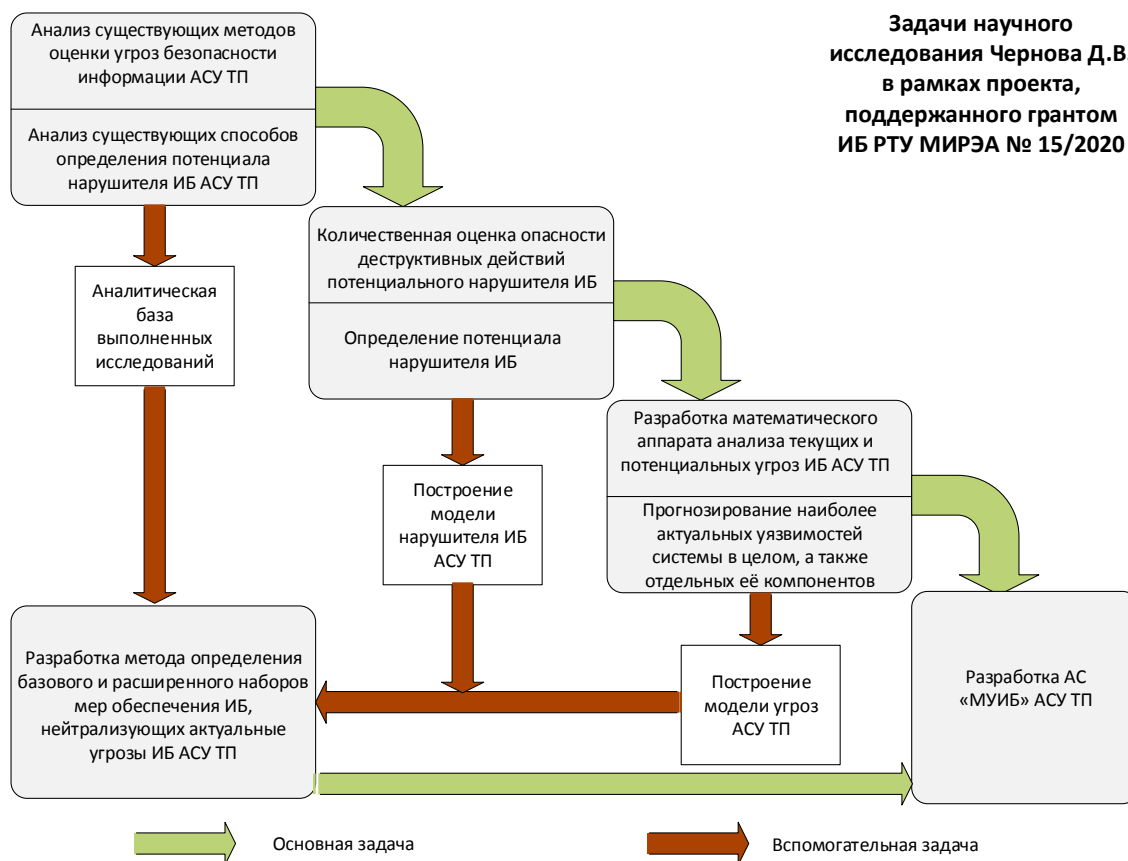 Анализ существующих методов
оценки угроз безопасности
информации АСУ ТП
Анализ существующих способов
определения потенциала
нарушителя ИБ АСУ ТП
Задачи научного
исследования Чернова Д.В.
в рамках проекта,
поддержанного грантом
ИБ РТУ МИРЭА № 15/2020
Количественная оценка опасности
деструктивных действий
потенциального нарушителя ИБ
Определение потенциала
нарушителя ИБ
Аналитическая
база
выполненных
исследований
Разработка математического
аппарата анализа текущих и
потенциальных угроз ИБ АСУ ТП
Прогнозирование наиболее
актуальных уязвимостей
системы в целом, а также
отдельных её компонентов
Построение
модели
нарушителя ИБ
АСУ ТП
Разработка метода определения
базового и расширенного наборов
мер обеспечения ИБ,
нейтрализующих актуальные
угрозы ИБ АСУ ТП
Построение
модели угроз
АСУ ТП
Разработка АС
«МУИБ» АСУ ТП
Основная задача
Вспомогательная задача